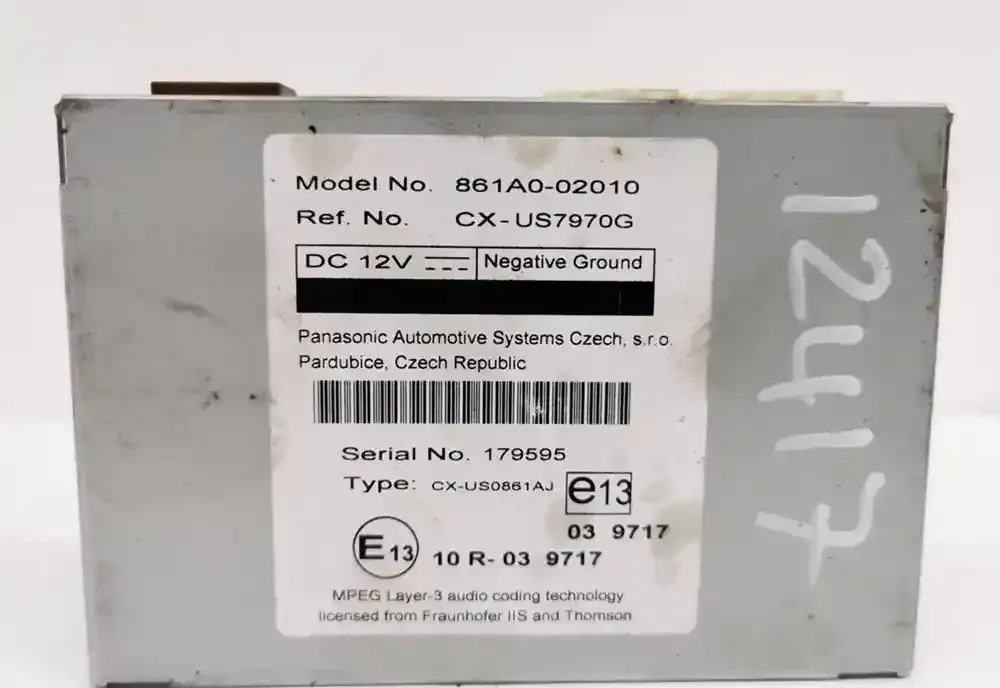 Model No. 861A0-02010
Ref. No. CX-US7970G
DC 12V Negative Ground
Panasonic Automotive Systems Czech, s.r.o.
Pardubice, Czech Republic
Serial No. 179595
Type: CX-US0861AJ e13
03 9717
E13 10 R- 03 9717
MPEG Layer-3 audio coding technology
licensed from Fraunhofer IIS and Thomson
12417